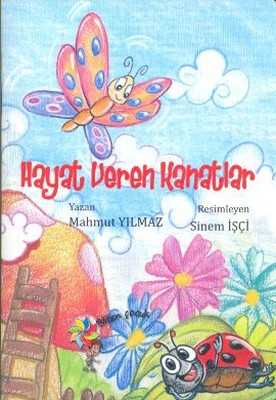 Hayat Veren Kanatlar
Yazan
Mahmut YILMAZ
Resimleyen
Sinem İŞÇİ